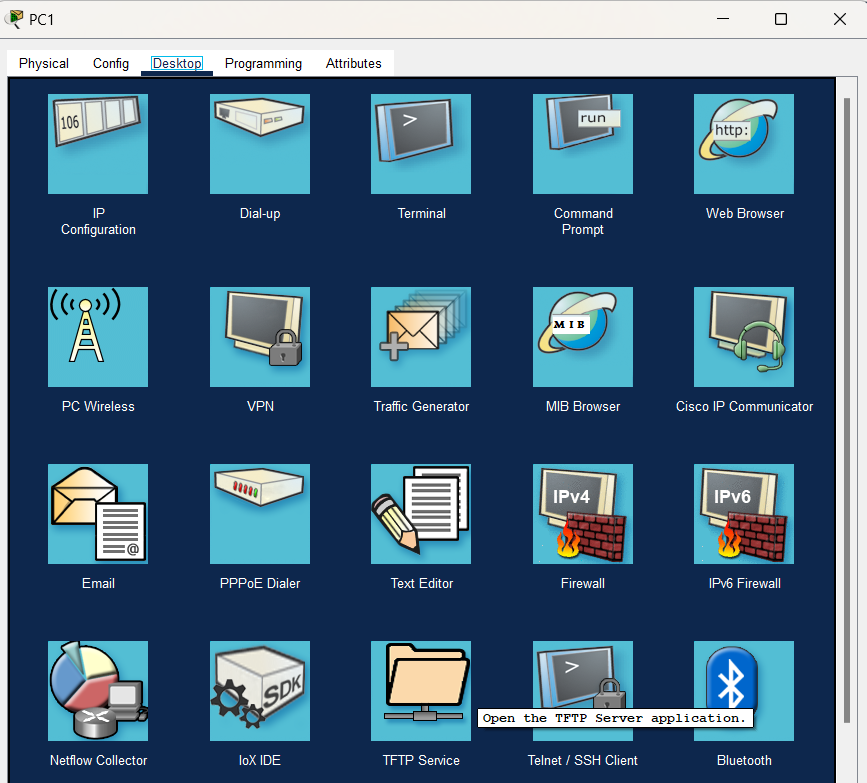 PC1
Physical Config Desktop Programming Attributes
106
>
run
http:
IP
Configuration
Dial-up
Terminal
Command
Prompt
Web Browser
MIB
PC Wireless
VPN
Traffic Generator
MIB Browser
Cisco IP Communicator
@
IPv4
IPv6
Email
PPPoE Dialer
Text Editor
Firewall
IPv6 Firewall
SDK
>
Open the TFTP Server application.
Netflow Collector
IoX IDE
TFTP Service
Telnet / SSH Client
Bluetooth